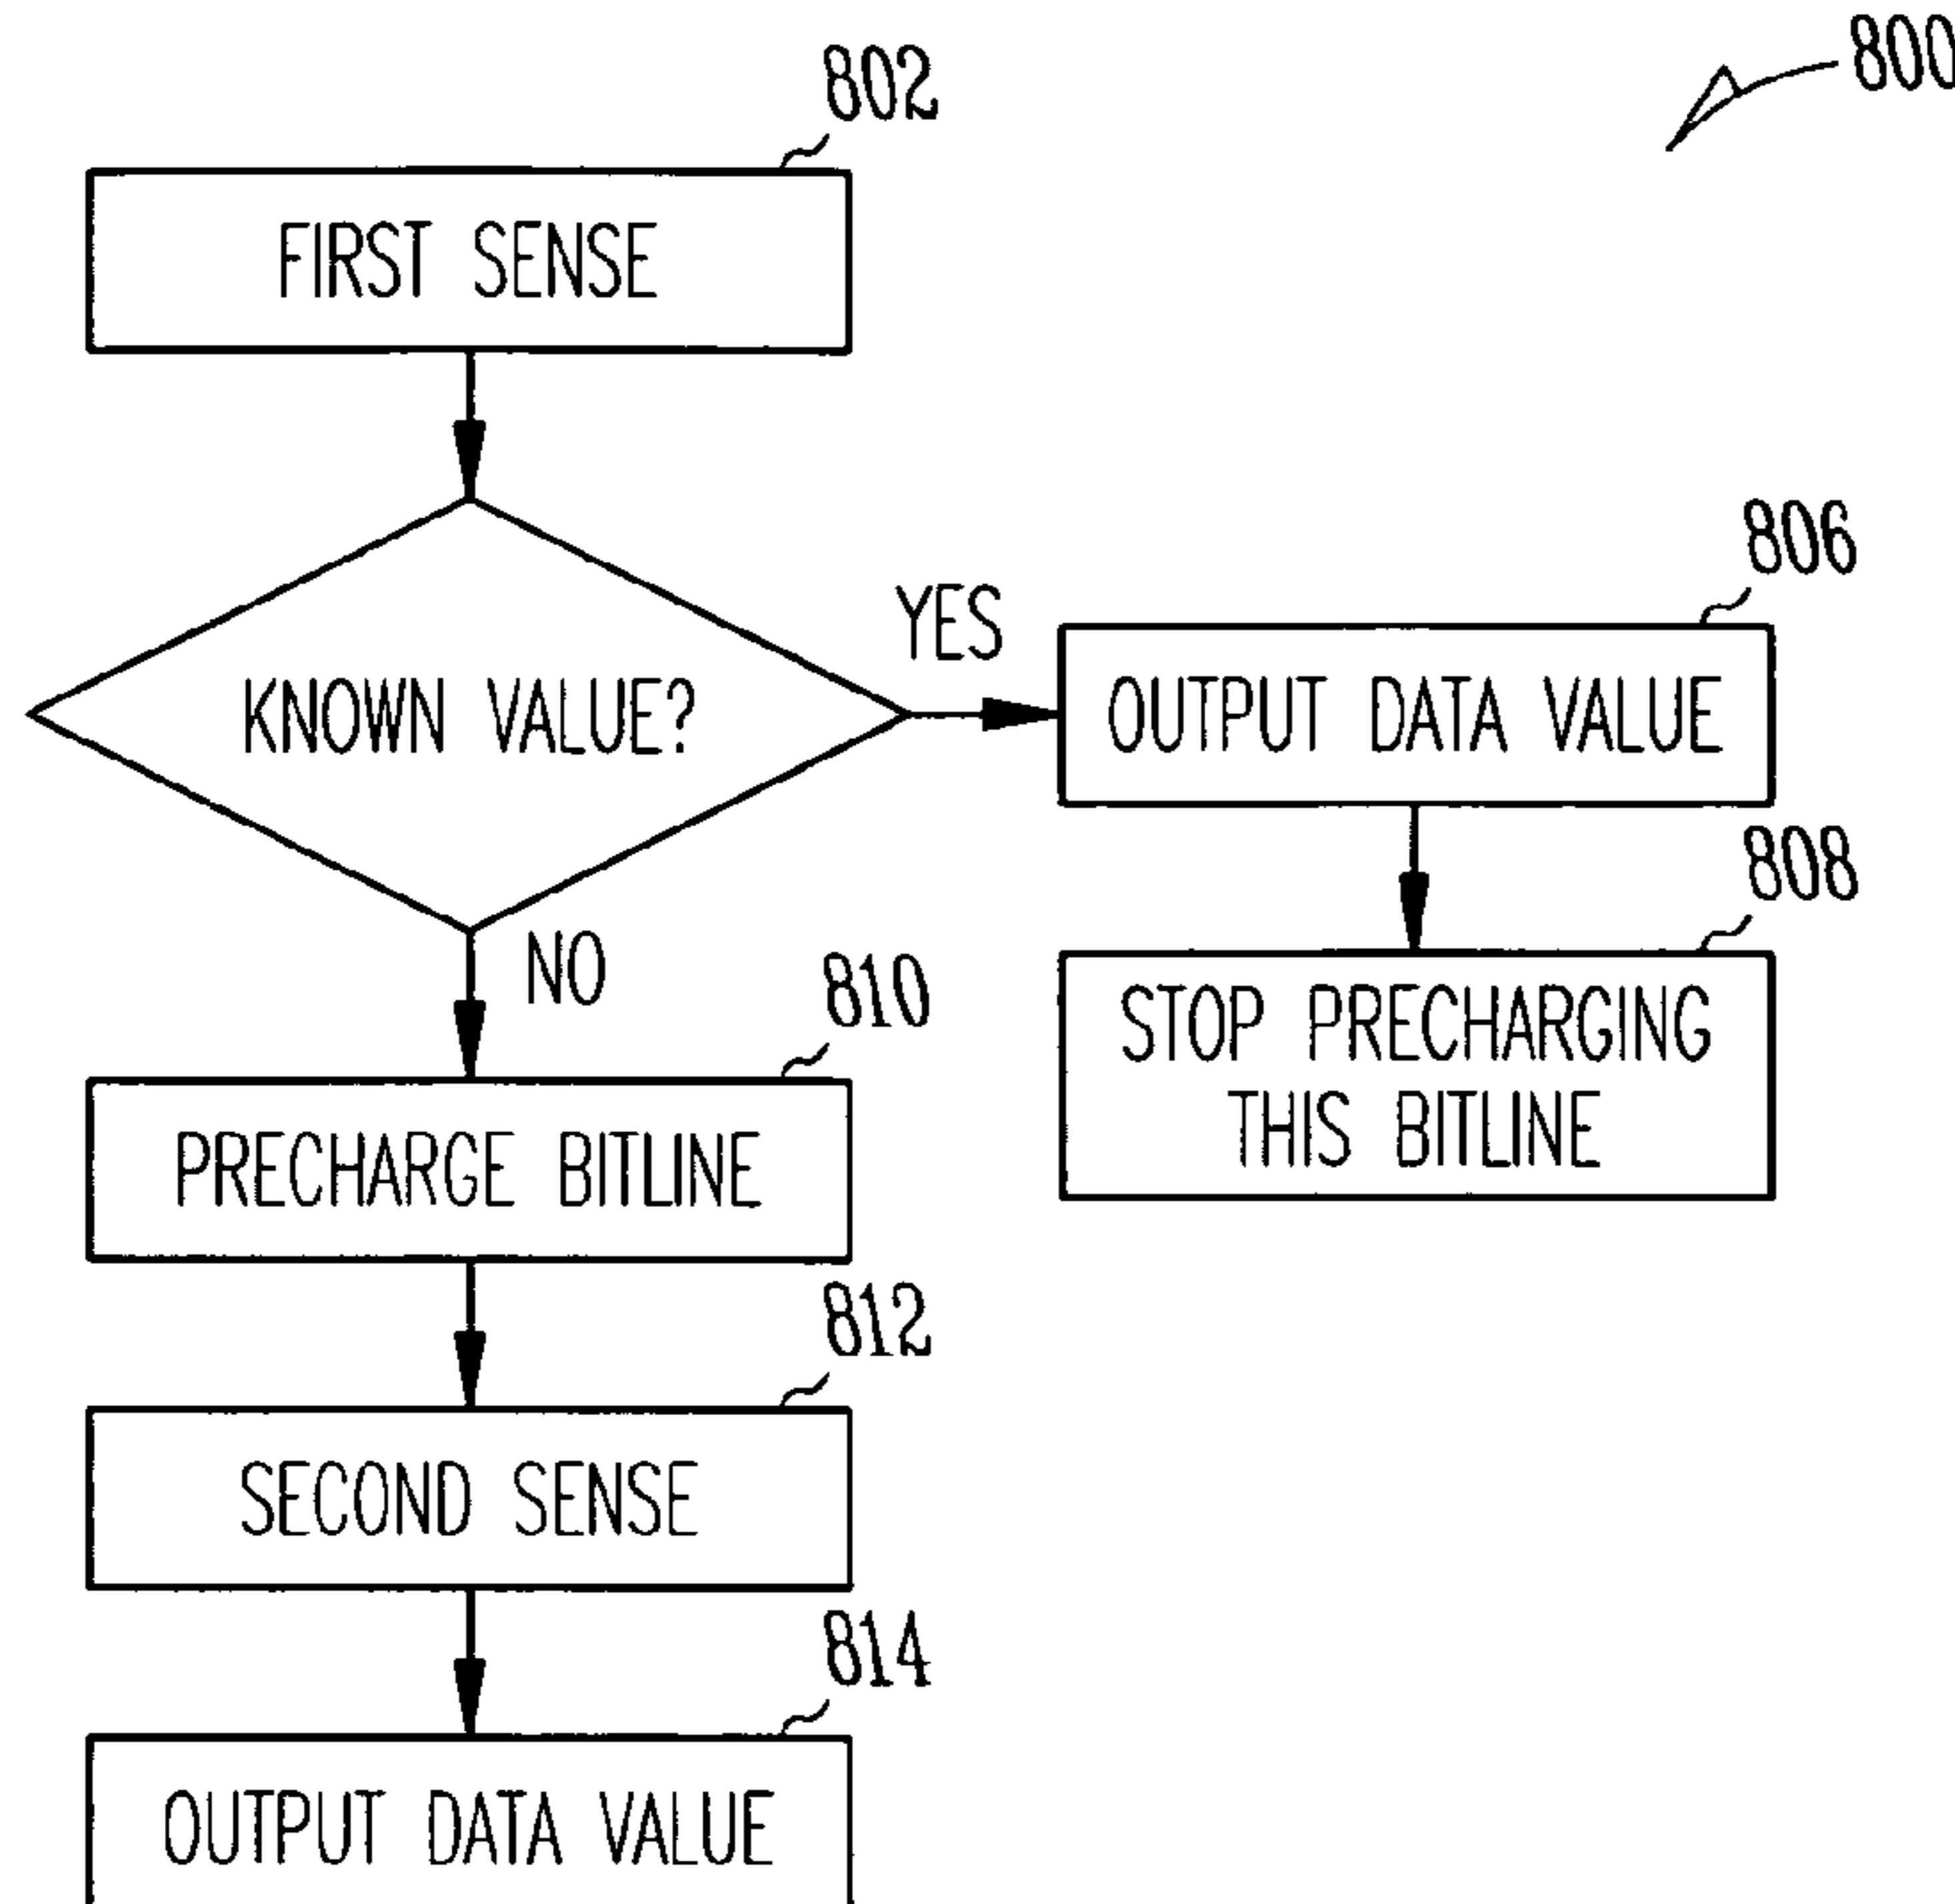 800
802
FIRST SENSE
KNOWN VALUE?
YES
806
OUTPUT DATA VALUE
808
STOP PRECHARGING
THIS BITLINE
NO
810
PRECHARGE BITLINE
812
SECOND SENSE
814
OUTPUT DATA VALUE